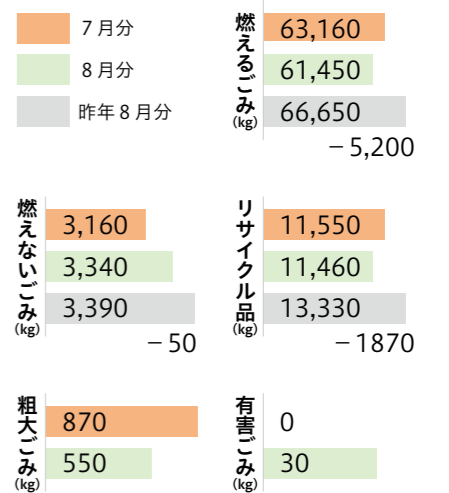 7月分
8月分
昨年8月分
燃えるごみ(kg)
63,160
61,450
66,650
−5,200
燃えないごみ(kg)
3,160
3,340
3,390
−50
リサイクル品(kg)
11,550
11,460
13,330
−1870
粗大ごみ(kg)
870
550
有害ごみ(kg)
0
30